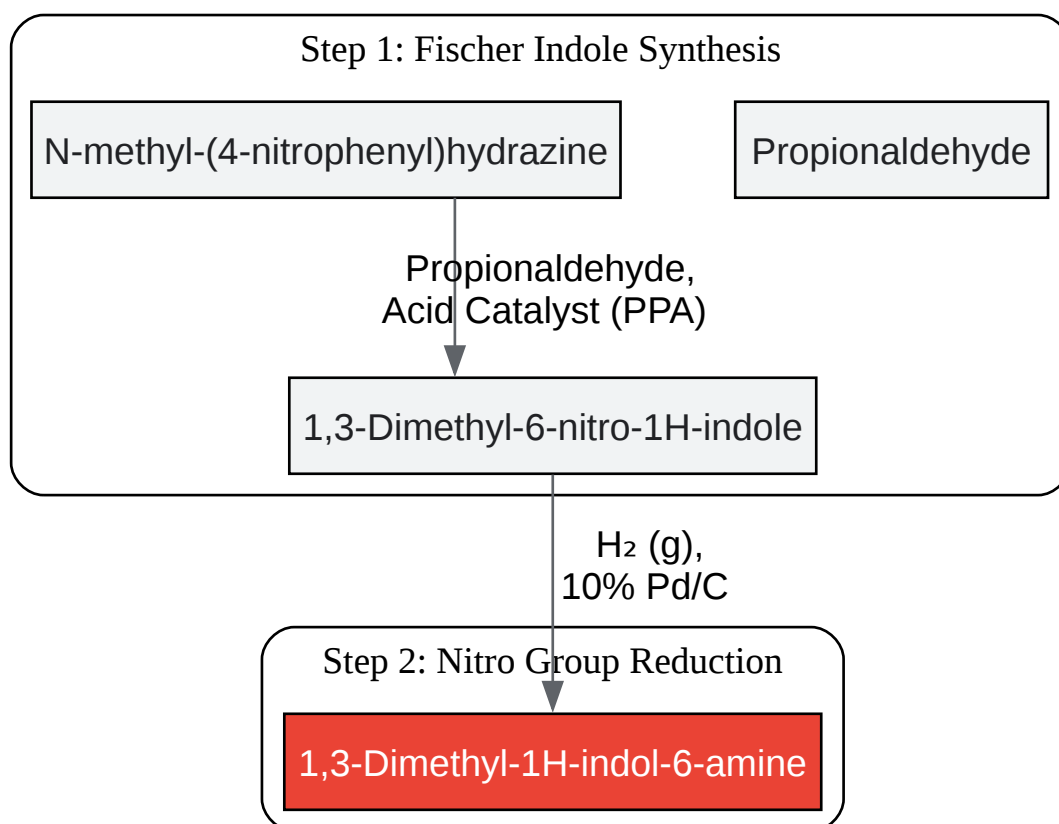 Step 1: Fischer Indole Synthesis
N-methyl-(4-nitrophenyl)hydrazine
Propionaldehyde
Propionaldehyde,
Acid Catalyst (PPA)
1,3-Dimethyl-6-nitro-1H-indole
H₂ (g),
10% Pd/C
Step 2: Nitro Group Reduction
1,3-Dimethyl-1H-indol-6-amine